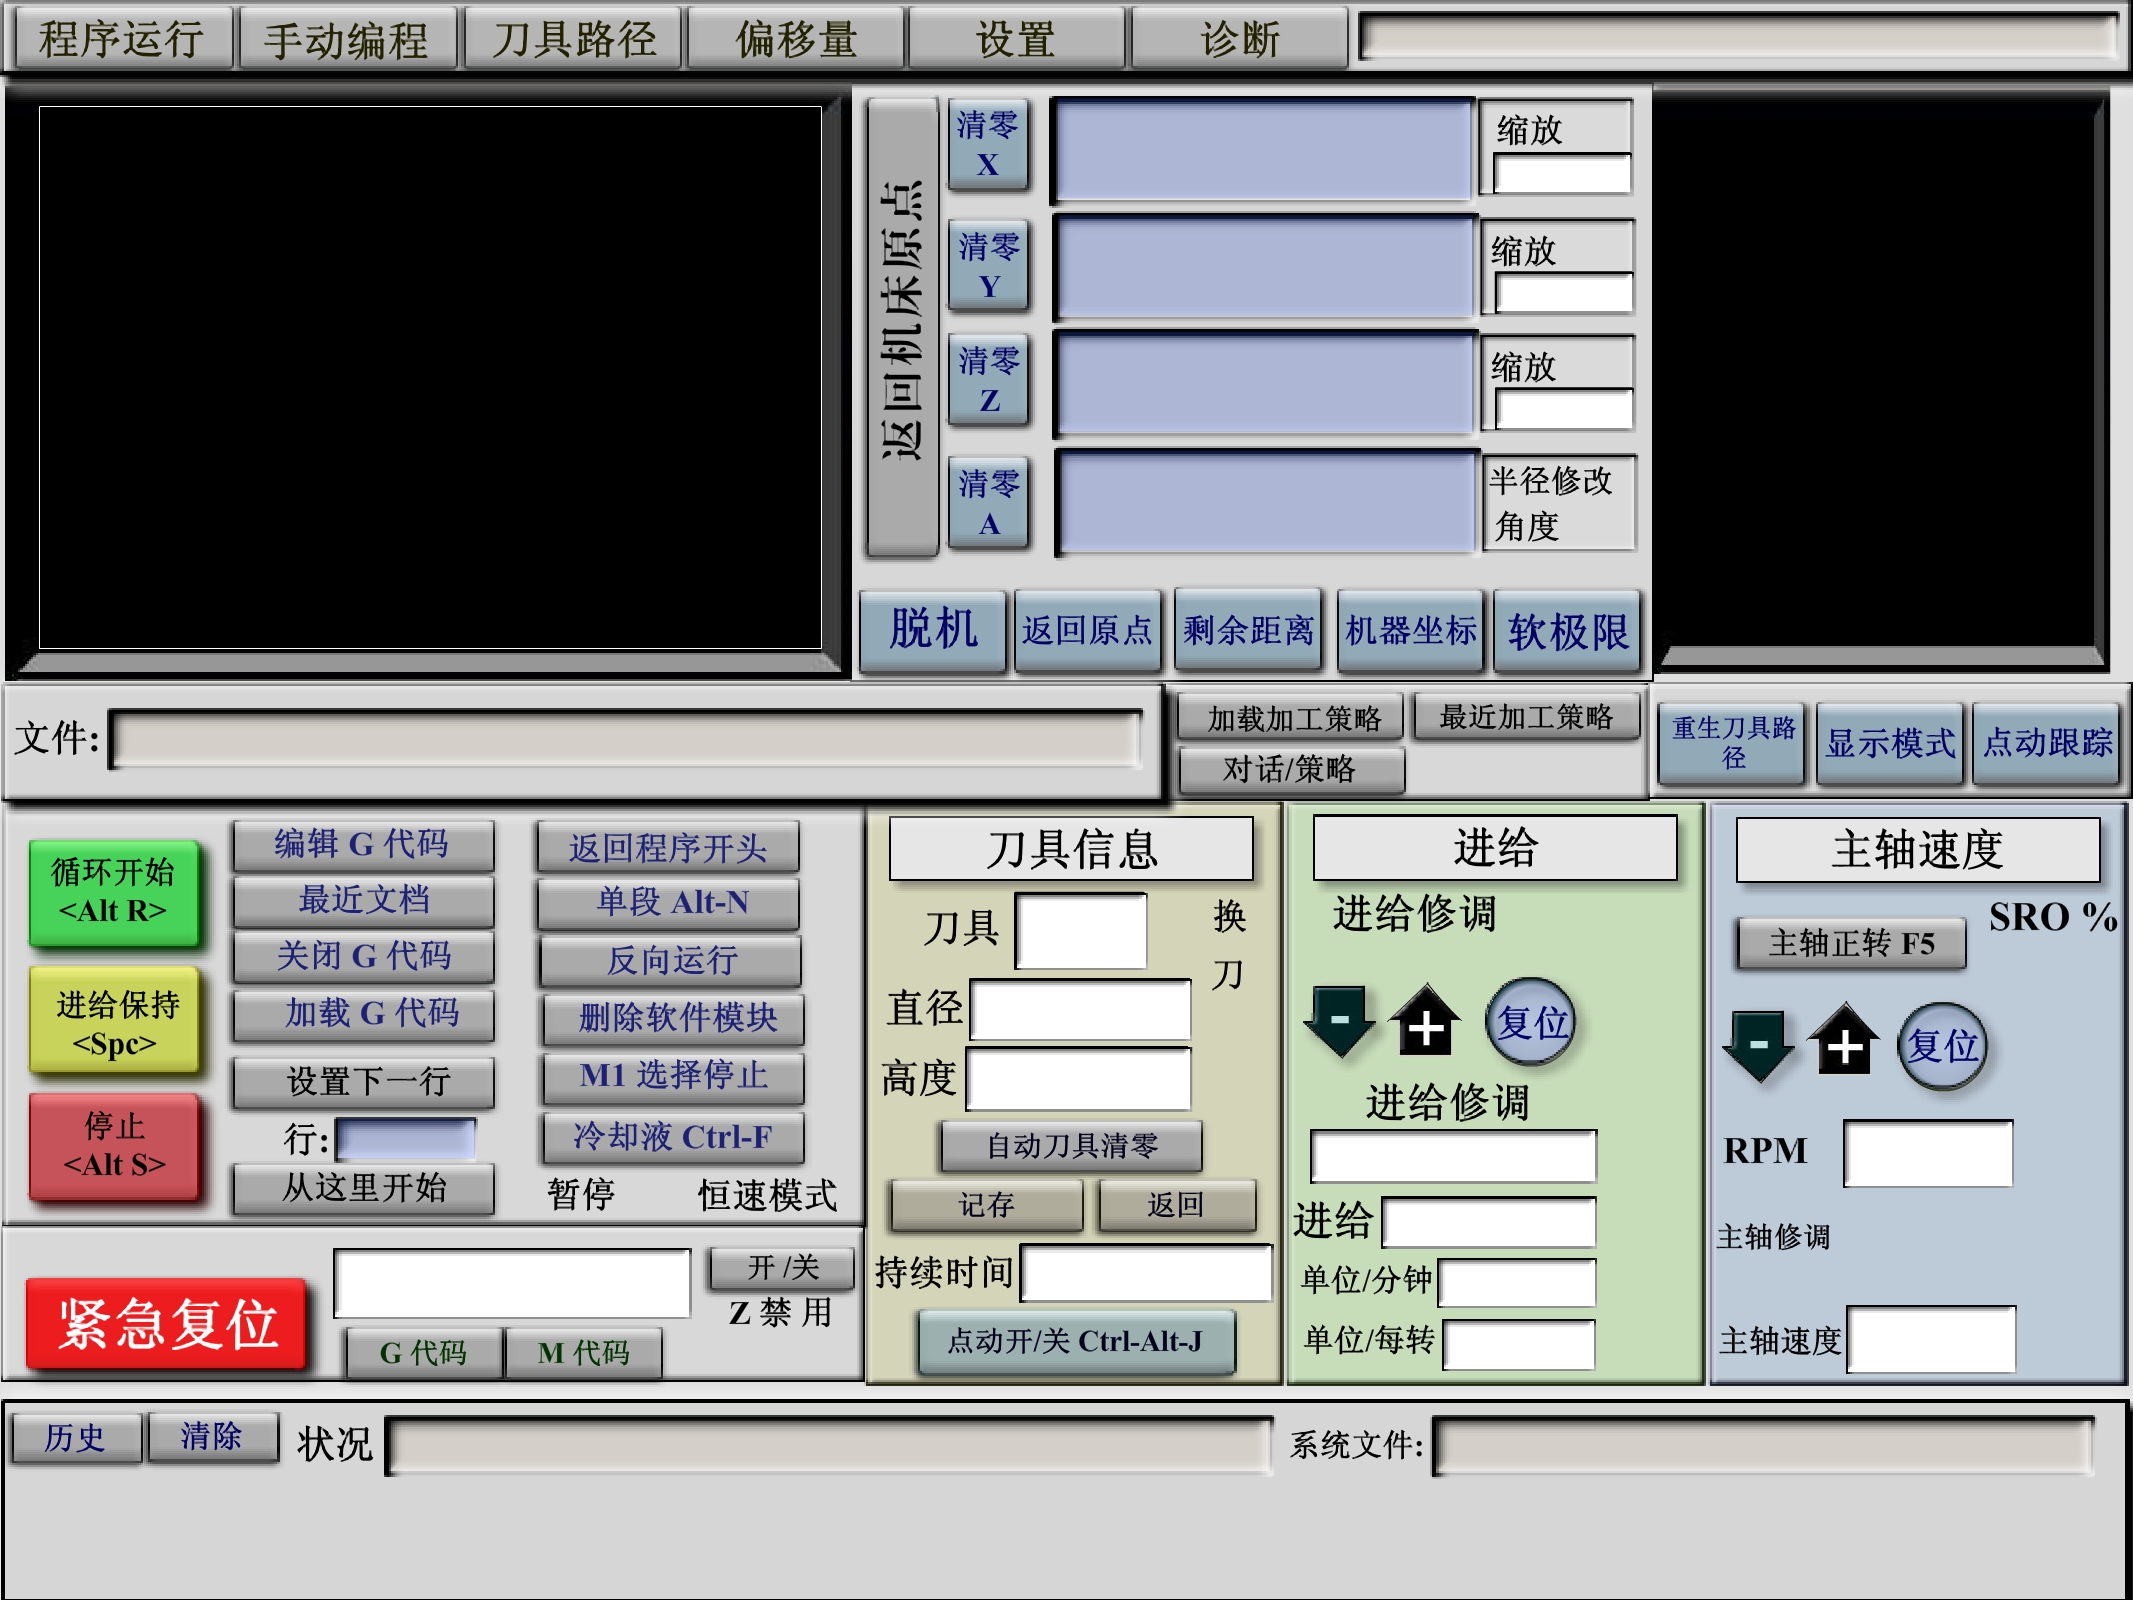 程序运行
手动编程
刀具路径
偏移量
设置
诊断
返回机床原点
清零
X
缩放
清零
Y
缩放
清零
Z
缩放
清零
A
半径修改
角度
脱机
返回原点
剩余距离
机器坐标
软极限
文件:
加载加工策略
最近加工策略
对话/策略
重生刀具路
径
显示模式
点动跟踪
循环开始
<Alt R>
进给保持
<Spc>
停止
<Alt S>
编辑 G 代码
最近文档
关闭 G 代码
加载 G 代码
设置下一行
行:
从这里开始
返回程序开头
单段 Alt-N
反向运行
删除软件模块
M1 选择停止
冷却液 Ctrl-F
暂停
恒速模式
紧急复位
G 代码
M 代码
开 /关
Z 禁 用
刀具信息
刀具
换
刀
直径
高度
自动刀具清零
记存
返回
持续时间
点动开/关 Ctrl-Alt-J
进给
进给修调
-
+
复位
进给修调
进给
单位/分钟
单位/每转
主轴速度
SRO %
主轴正转 F5
-
+
复位
RPM
主轴修调
主轴速度
历史
清除
状况
系统文件: